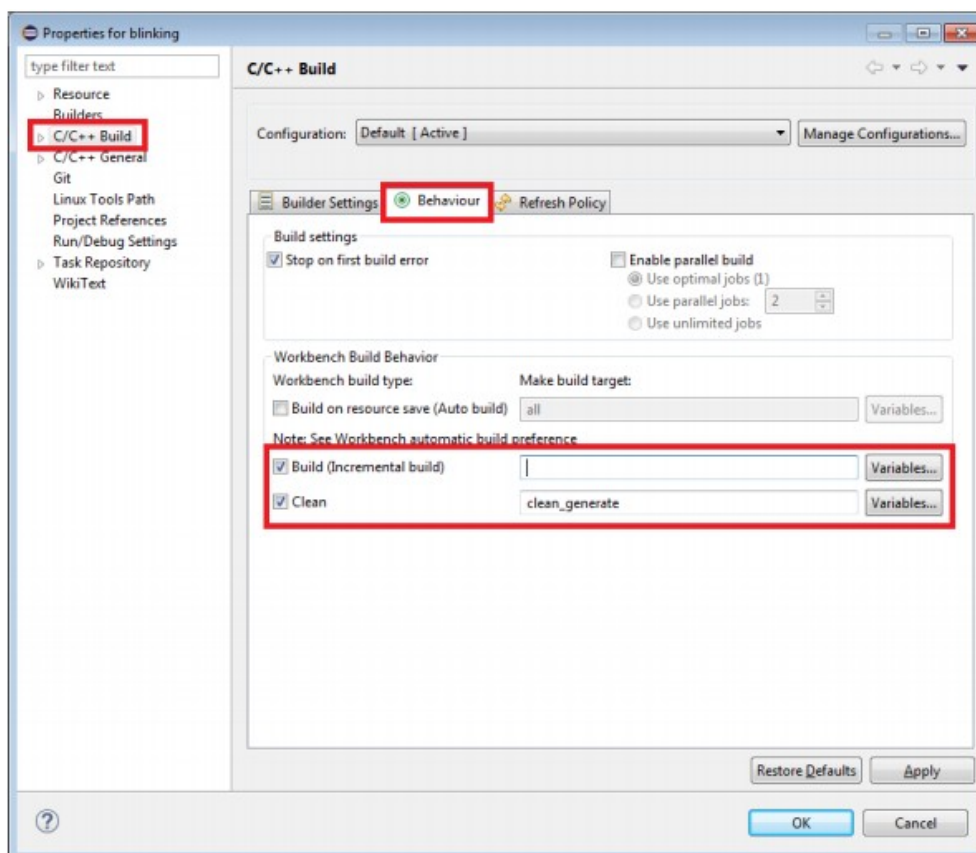 Properties for blinking
type filter text
C/C++ Build
Resource
Builders
C/C++ Build
C/C++ General
Git
Linux Tools Path
Project References
Run/Debug Settings
Task Repository
WikiText
Configuration: Default [ Active ] Manage Configurations...
Builder Settings Behaviour Refresh Policy
Build settings
Stop on first build error Enable parallel build
Use optimal jobs (1)
Use parallel jobs: 2
Use unlimited jobs
Workbench Build Behavior
Workbench build type: Make build target:
Build on resource save (Auto build) all Variables...
Note: See Workbench automatic build preference
Build (Incremental build) Variables...
Clean clean_generate Variables...
Restore Defaults Apply
? OK Cancel